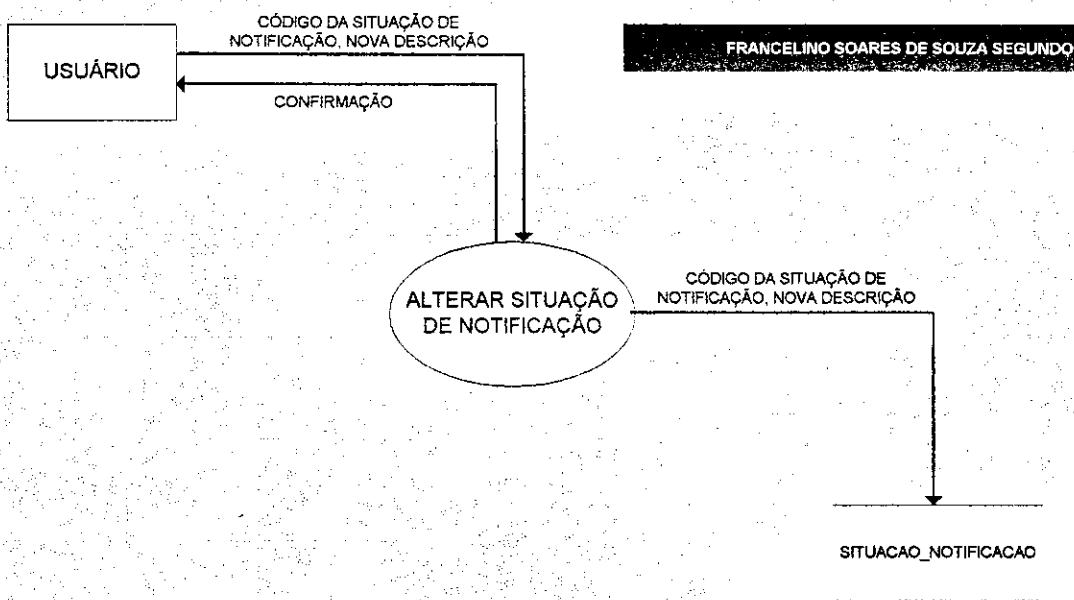 CÓDIGO DA SITUAÇÃO DE
NOTIFICAÇÃO, NOVA DESCRIÇÃO
FRANCELINO SOARES DE SOUZA SEGUNDO
USUÁRIO
CONFIRMAÇÃO
ALTERAR SITUAÇÃO
DE NOTIFICAÇÃO
CÓDIGO DA SITUAÇÃO DE
NOTIFICAÇÃO, NOVA DESCRIÇÃO
SITUACAO_NOTIFICACAO